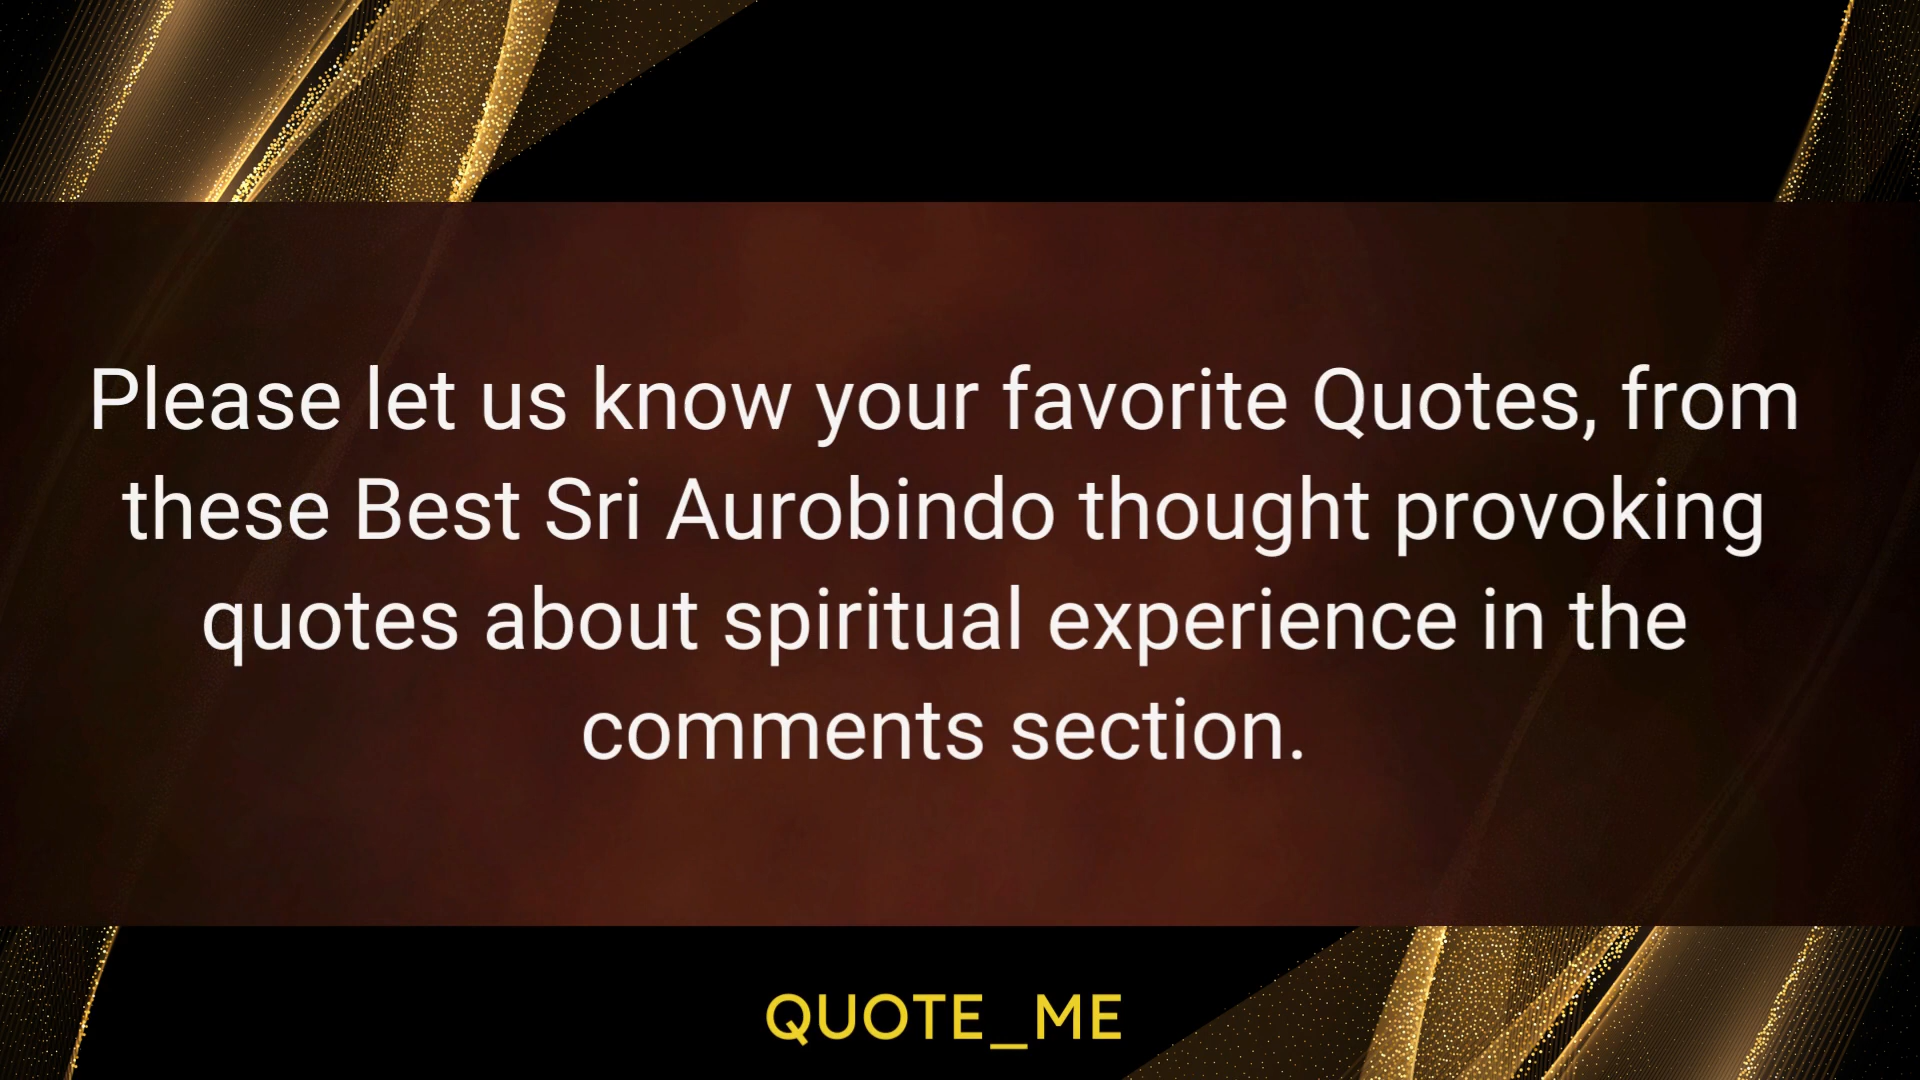 Please let us know your favorite Quotes, from
these Best Sri Aurobindo thought provoking
quotes about spiritual experience in the
comments section.
QUOTE_ME